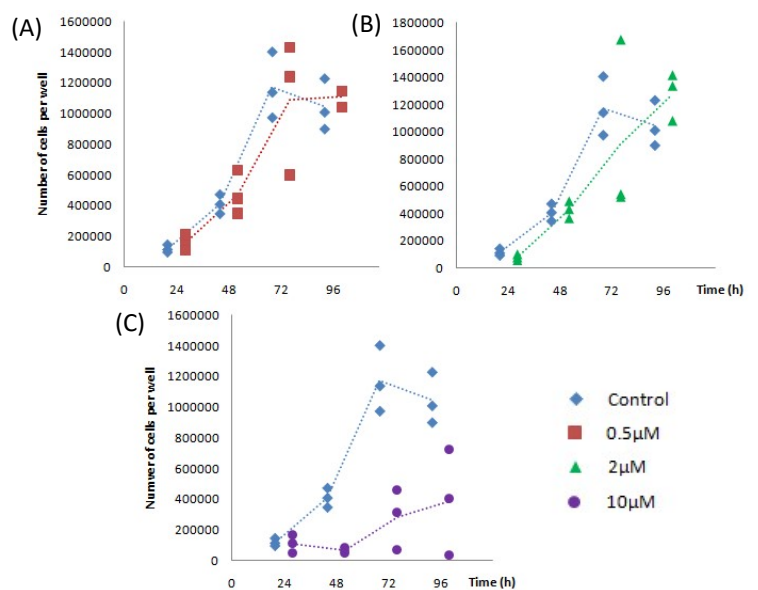 (A)
1600000
1400000
1200000
1000000
800000
600000
400000
200000
0
Number of cells per well
0 24 48 72 96
(B)
1800000
1600000
1400000
1200000
1000000
800000
600000
400000
200000
0
0 24 48 72 96 Time (h)
(C)
1600000
1400000
1200000
1000000
800000
600000
400000
200000
0
Numver of cells per well
0 24 48 72 96 Time (h)
Control
0.5µM
2µM
10µM